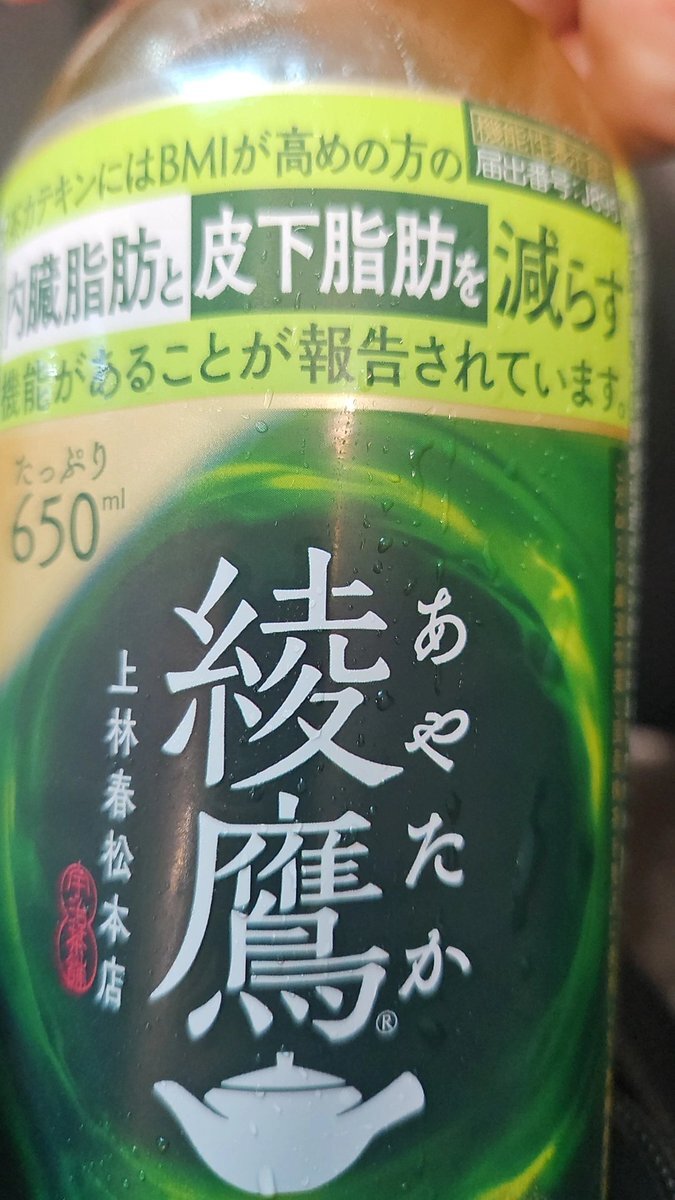 カテキンにはBMIが高めの方の
機能性表示食品
届出番号:J895
内臓脂肪と皮下脂肪を減らす
機能があることが報告されています。
たっぷり
650ml
綾鷹®
あやたか
上林春松本店